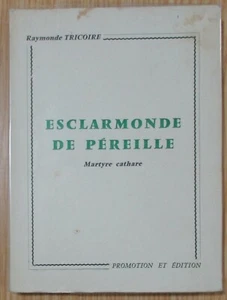 Raymonde TRICOIRE
ESCLARMONDE
DE PÉREILLE
Martyre cathare
PROMOTION ET ÉDITION